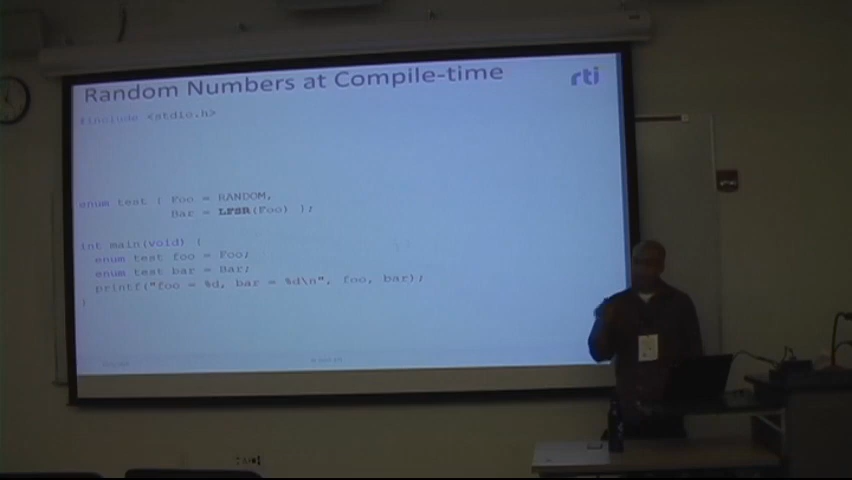 Random Numbers at Compile-time
rti
#include <stdio.h>
enum test { Foo = RANDOM,
Bar = LFSR(Foo) };
int main(void) {
enum test foo = Foo;
enum test bar = Bar;
printf("foo = %d, bar = %d\n", foo, bar);
}